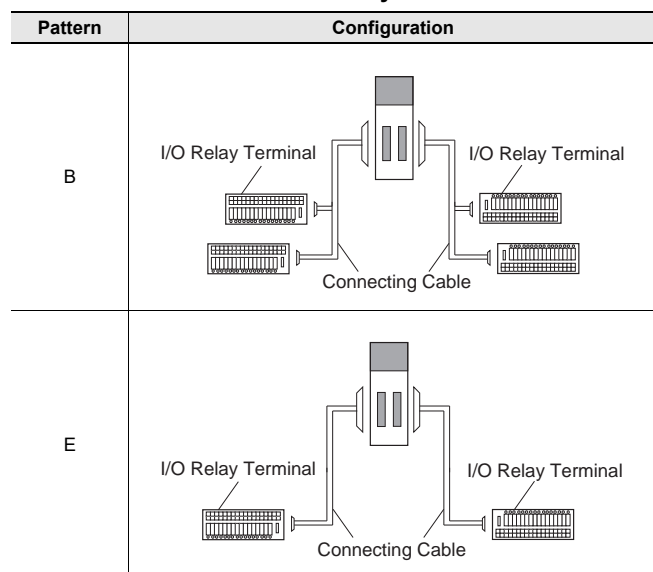 Pattern Configuration
B
I/O Relay Terminal I/O Relay Terminal
Connecting Cable
E
I/O Relay Terminal I/O Relay Terminal
Connecting Cable